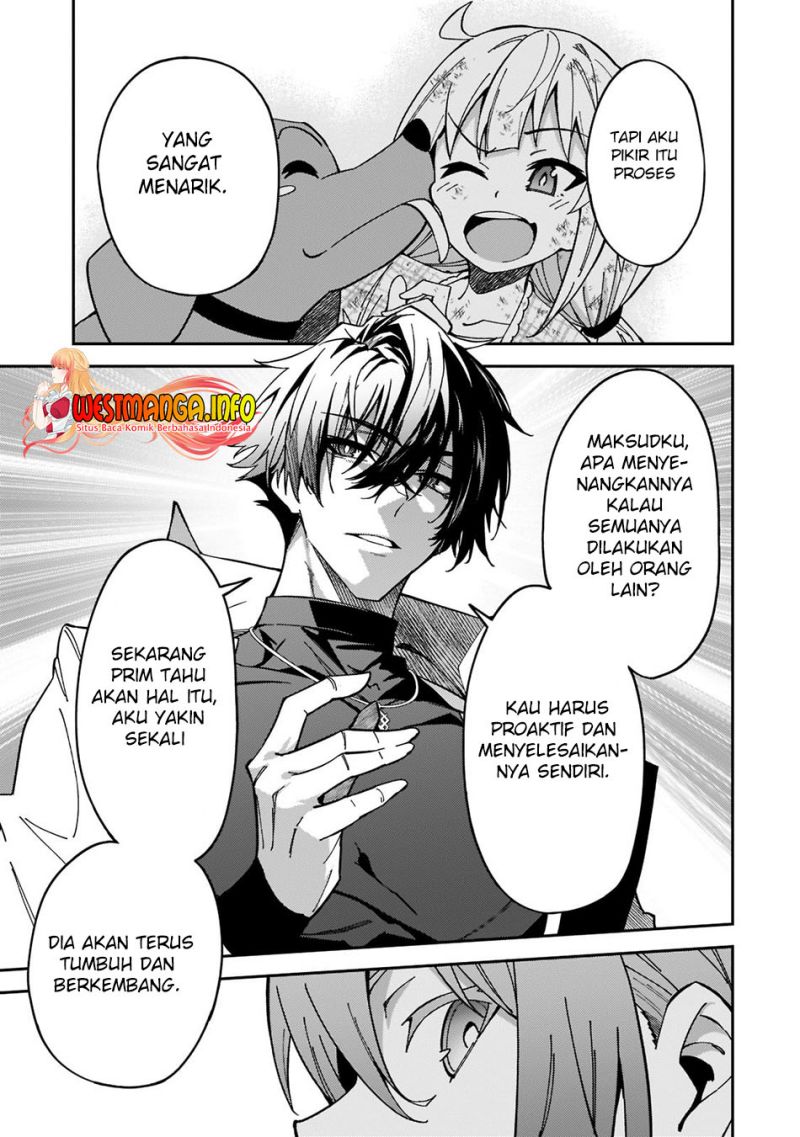 TAPI AKU
PIKIR ITU
PROSES
YANG
SANGAT
MENARIK.
WESTMANGA.INFO
Situs Baca Komik Berbahasa Indonesia
MAKSUDKU,
APA MENYE-
NANGKANNYA
KALAU
SEMUANYA
DILAKUKAN
OLEH ORANG
LAIN?
KAU HARUS
PROAKTIF DAN
MENYELESAIKAN-
NYA SENDIRI.
SEKARANG
PRIM TAHU
AKAN HAL ITU,
AKU YAKIN
SEKALI
DIA AKAN TERUS
TUMBUH DAN
BERKEMBANG.